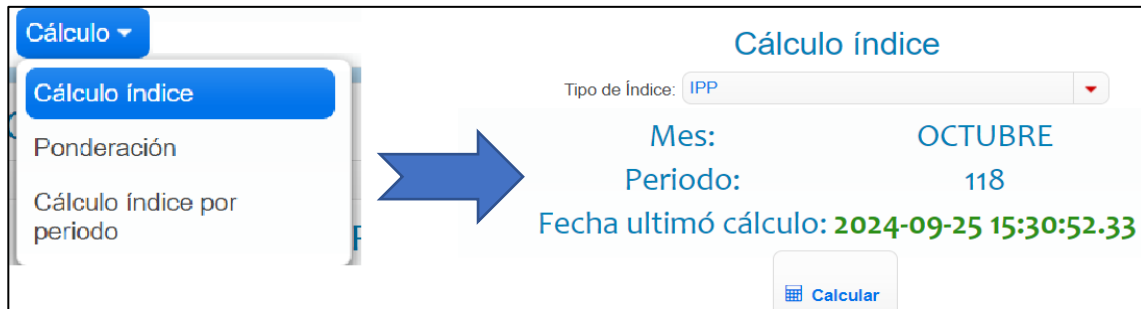 Cálculo
Cálculo índice
Ponderación
Cálculo índice por
periodo
Cálculo índice
Tipo de Índice: IPP
Mes: OCTUBRE
Periodo: 118
Fecha ultimó cálculo: 2024-09-25 15:30:52.33
Calcular